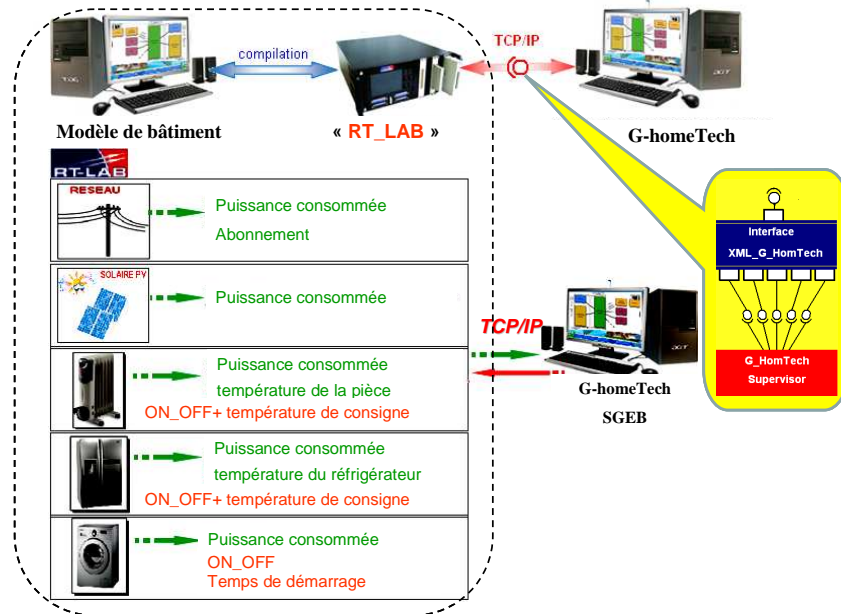 compilation
TCP/IP
Modèle de bâtiment
« RT_LAB »
G-homeTech
RT-LAB
RESEAU
Puissance consommée
Abonnement
SOLAIRE PV
Puissance consommée
Puissance consommée
température de la pièce
ON_OFF+ température de consigne
Puissance consommée
température du réfrigérateur
ON_OFF+ température de consigne
Puissance consommée
ON_OFF
Temps de démarrage
TCP/IP
G-homeTech
SGEB
Interface
XML_G_HomTech
G_HomTech
Supervisor